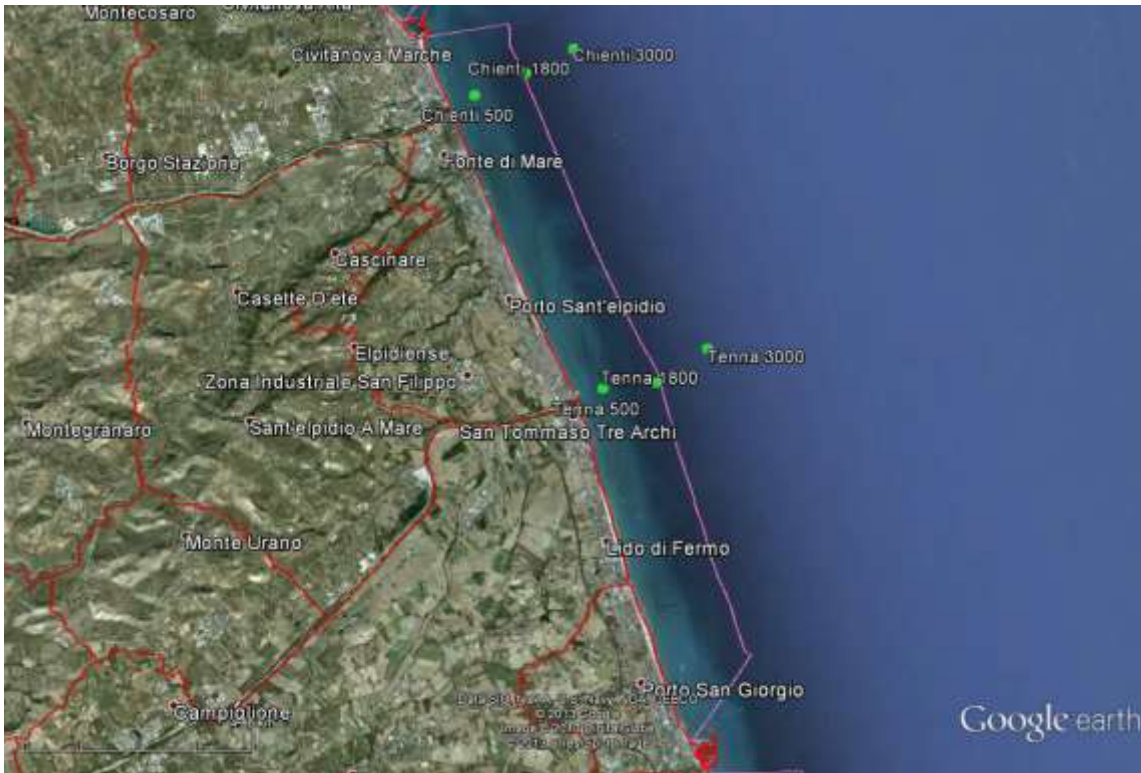 Montecosaro
Civitanova Alta
Civitanova Marche
Chienti 3000
Chienti 1800
Chienti 500
Borgo Stazione
Fonte di Mare
Cascinare
Casette D'ete
Porto Sant'elpidio
Elpidiense
Tenna 3000
Zona Industriale San Filippo
Tenna 1800
Tenna 500
Montegranaro
Sant'elpidio A Mare
San Tommaso Tre Archi
Monte Urano
Lido di Fermo
Porto San Giorgio
Campiglione
Google earth